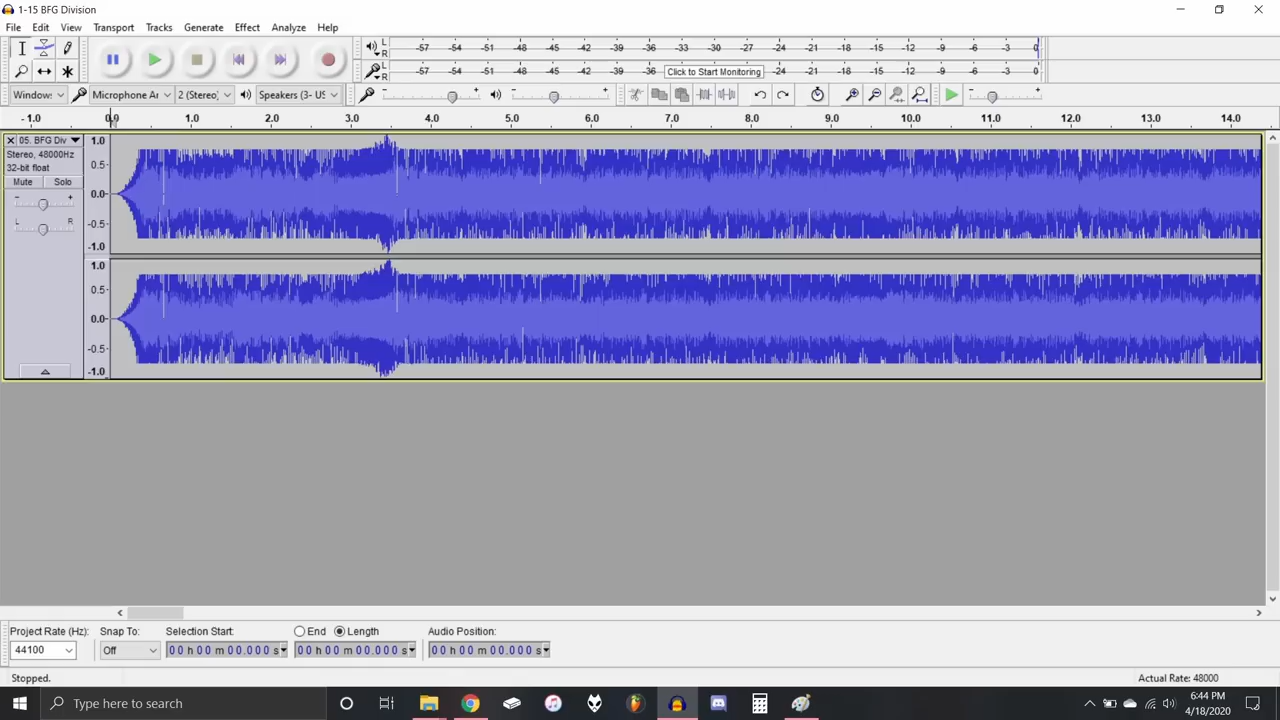 1-15 BFG Division
File Edit View Transport Tracks Generate Effect Analyze Help
L -57 -54 -51 -48 -45 -42 -39 -36 -33 -30 -27 -24 -21 -18 -15 -12 -9 -6 -3 0
R
L -57 -54 -51 -48 -45 -42 -39 -36 Click to Start Monitoring -24 -21 -18 -15 -12 -9 -6 -3 0
R
Window: Microphone Ar 2 (Stereo) Speakers (3- US - + - + - +
-1.0 0.0 1.0 2.0 3.0 4.0 5.0 6.0 7.0 8.0 9.0 10.0 11.0 12.0 13.0 14.0
05. BFG Div 1.0
Stereo, 48000Hz
32-bit float 0.5
Mute Solo
- + 0.0
L R -0.5
-1.0
1.0
0.5
0.0
-0.5
-1.0
Project Rate (Hz): Snap To: Selection Start: End Length Audio Position:
44100 Off 00 h 00 m 00.000 s 00 h 00 m 00.000 s 00 h 00 m 00.000 s
Stopped. Actual Rate: 48000
Type here to search
6:44 PM
4/18/2020